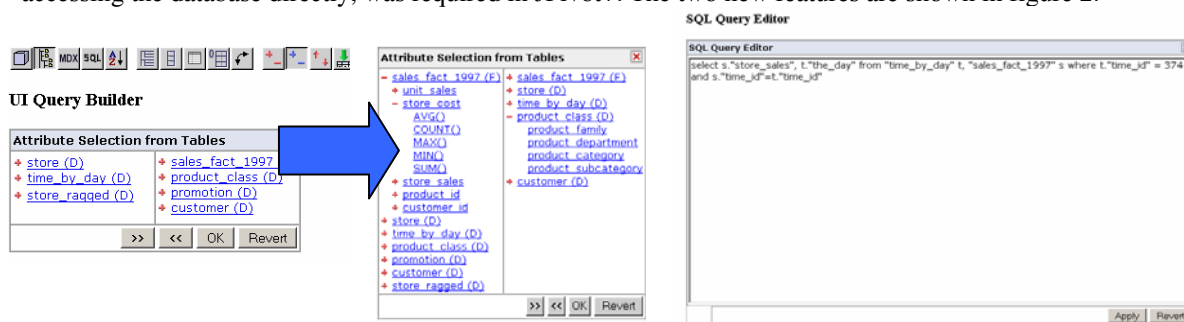 accessing the database directly, was required in JPivot. The two new features are shown in figure 2.
SQL Query Editor
MDX SQL
UI Query Builder
Attribute Selection from Tables
+ store (D)
+ time_by_day (D)
+ store_ragged (D)
+ sales_fact_1997
+ product_class (D)
+ promotion (D)
+ customer (D)
>> << OK Revert
Attribute Selection from Tables
- sales_fact_1997 (F)
+ unit_sales
- store_cost
AVG()
COUNT()
MAX()
MIN()
SUM()
+ store_sales
+ product_id
+ customer_id
+ store (D)
+ time_by_day (D)
+ product_class (D)
+ promotion (D)
+ customer (D)
+ store_ragged (D)
+ sales_fact_1997 (F)
+ store (D)
+ time_by_day (D)
- product_class (D)
product_family
product_department
product_category
product_subcategory
+ customer (D)
>> << OK Revert
SQL Query Editor
select s."store_sales", t."the_day" from "time_by_day" t, "sales_fact_1997" s where t."time_id" = 374
and s."time_id"=t."time_id"
Apply Revert